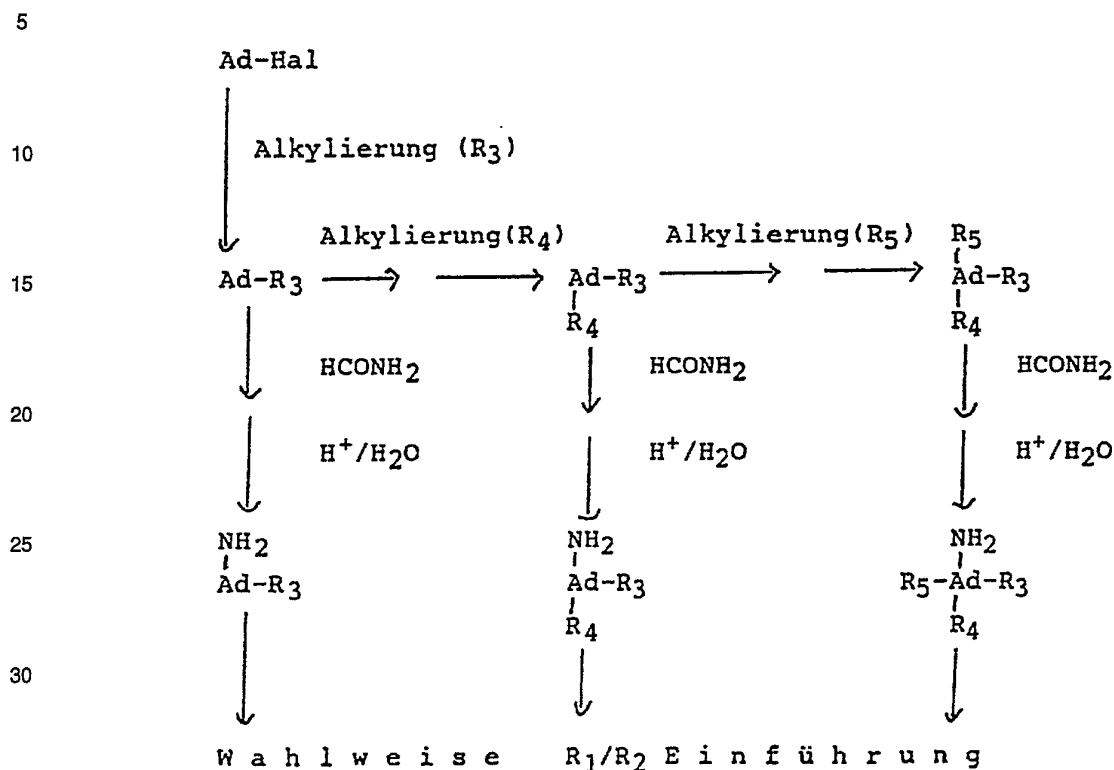 5
Ad-Hal
10 Alkylierung (R3)
Alkylierung(R4) Alkylierung(R5) R5
15 Ad-R3 Ad-R3 Ad-R3
R4 R4
HCONH2 HCONH2 HCONH2
20
H+/H2O H+/H2O H+/H2O
25 NH2 NH2 NH2
Ad-R3 Ad-R3 R5-Ad-R3
R4 R4
30
W a h l w e i s e R1/R2 E i n f ü h r u n g